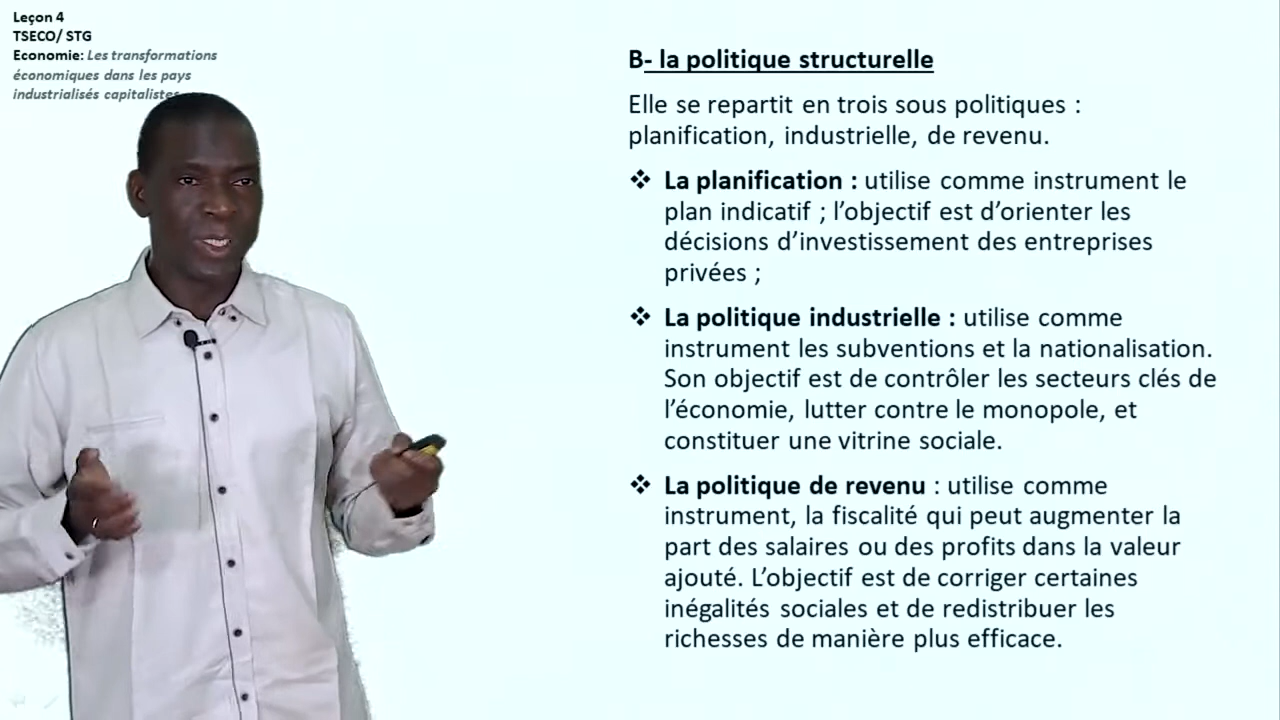 Leçon 4
TSECO/ STG
Economie: Les transformations
économiques dans les pays
industrialisés capitalistes
B- la politique structurelle
Elle se repartit en trois sous politiques :
planification, industrielle, de revenu.
❖ La planification : utilise comme instrument le
plan indicatif ; l’objectif est d’orienter les
décisions d’investissement des entreprises
privées ;
❖ La politique industrielle : utilise comme
instrument les subventions et la nationalisation.
Son objectif est de contrôler les secteurs clés de
l’économie, lutter contre le monopole, et
constituer une vitrine sociale.
❖ La politique de revenu : utilise comme
instrument, la fiscalité qui peut augmenter la
part des salaires ou des profits dans la valeur
ajouté. L’objectif est de corriger certaines
inégalités sociales et de redistribuer les
richesses de manière plus efficace.